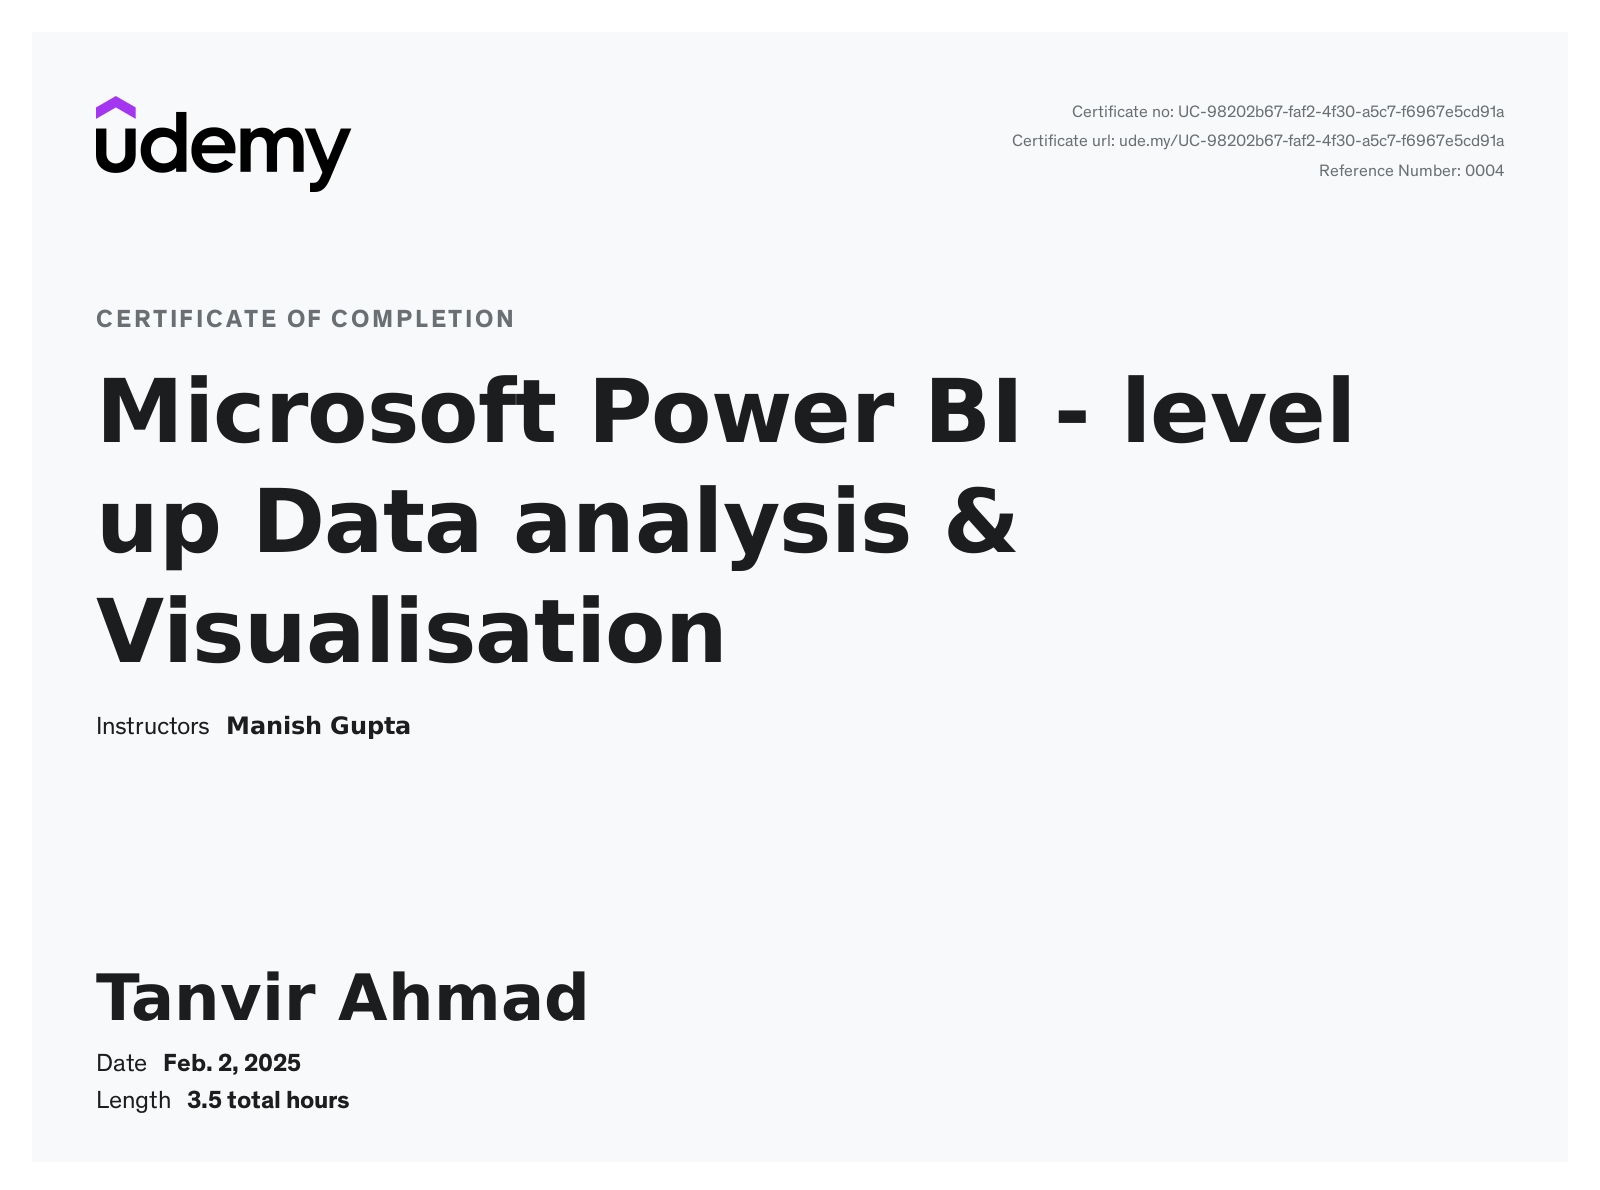 udemy
Certificate no: UC-98202b67-faf2-4f30-a5c7-f6967e5cd91a
Certificate url: ude.my/UC-98202b67-faf2-4f30-a5c7-f6967e5cd91a
Reference Number: 0004
CERTIFICATE OF COMPLETION
Microsoft Power BI - level
up Data analysis &
Visualisation
Instructors Manish Gupta
Tanvir Ahmad
Date Feb. 2, 2025
Length 3.5 total hours